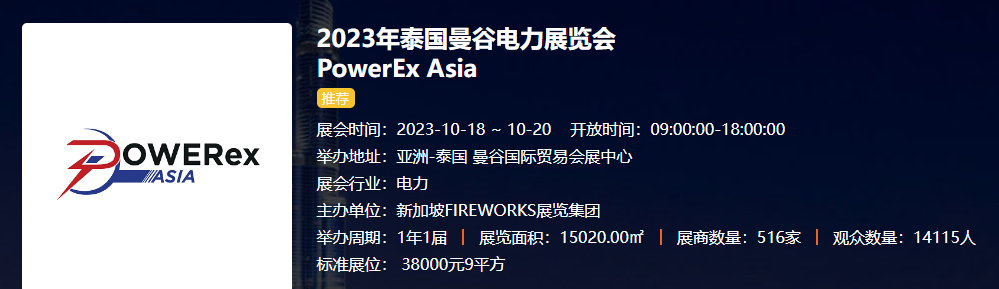 2023年泰国曼谷电力展览会
PowerEx Asia
推荐
POWERex
ASIA
展会时间：2023-10-18 ~ 10-20 开放时间：09:00:00-18:00:00
举办地址：亚洲-泰国 曼谷国际贸易会展中心
展会行业：电力
主办单位：新加坡FIREWORKS展览集团
举办周期：1年1届 | 展览面积：15020.00㎡ | 展商数量：516家 | 观众数量：14115人
标准展位： 38000元9平方